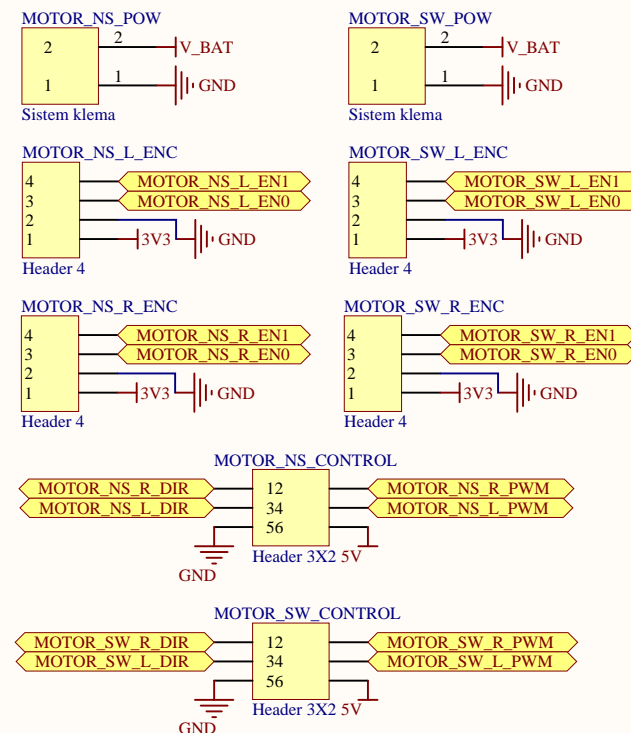 MOTOR_NS_POW
2
2
V_BAT
1
1
GND
Sistem klema
MOTOR_SW_POW
2
2
V_BAT
1
1
GND
Sistem klema
MOTOR_NS_L_ENC
4
MOTOR_NS_L_EN1
3
MOTOR_NS_L_EN0
2
1
3V3
GND
Header 4
MOTOR_SW_L_ENC
4
MOTOR_SW_L_EN1
3
MOTOR_SW_L_EN0
2
1
3V3
GND
Header 4
MOTOR_NS_R_ENC
4
MOTOR_NS_R_EN1
3
MOTOR_NS_R_EN0
2
1
3V3
GND
Header 4
MOTOR_SW_R_ENC
4
MOTOR_SW_R_EN1
3
MOTOR_SW_R_EN0
2
1
3V3
GND
Header 4
MOTOR_NS_CONTROL
MOTOR_NS_R_DIR
12
MOTOR_NS_R_PWM
MOTOR_NS_L_DIR
34
MOTOR_NS_L_PWM
56
Header 3X2
5V
GND
MOTOR_SW_CONTROL
MOTOR_SW_R_DIR
12
MOTOR_SW_R_PWM
MOTOR_SW_L_DIR
34
MOTOR_SW_L_PWM
56
Header 3X2
5V
GND